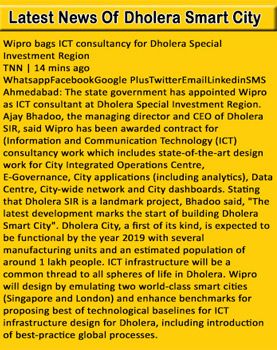 Latest News Of Dholera Smart City
Wipro bags ICT consultancy for Dholera Special
Investment Region
TNN | 14 mins ago
WhatsappFacebookGoogle PlusTwitterEmailLinkedinSMS
Ahmedabad: The state government has appointed Wipro
as ICT consultant at Dholera Special Investment Region.
Ajay Bhadoo, the managing director and CEO of Dholera
SIR, said Wipro has been awarded contract for
(Information and Communication Technology (ICT)
consultancy work which includes state-of-the-art design
work for City Integrated Operations Centre,
E-Governance, City applications (including analytics), Data
Centre, City-wide network and City dashboards. Stating
that Dholera SIR is a landmark project, Bhadoo said, "The
latest development marks the start of building Dholera
Smart City". Dholera City, a first of its kind, is expected to
be functional by the year 2019 with several
manufacturing units and an estimated population of
around 1 lakh people. ICT infrastructure will be a
common thread to all spheres of life in Dholera. Wipro
will design by emulating two world-class smart cities
(Singapore and London) and enhance benchmarks for
proposing best of technological baselines for ICT
infrastructure design for Dholera, including introduction
of best-practice global processes.